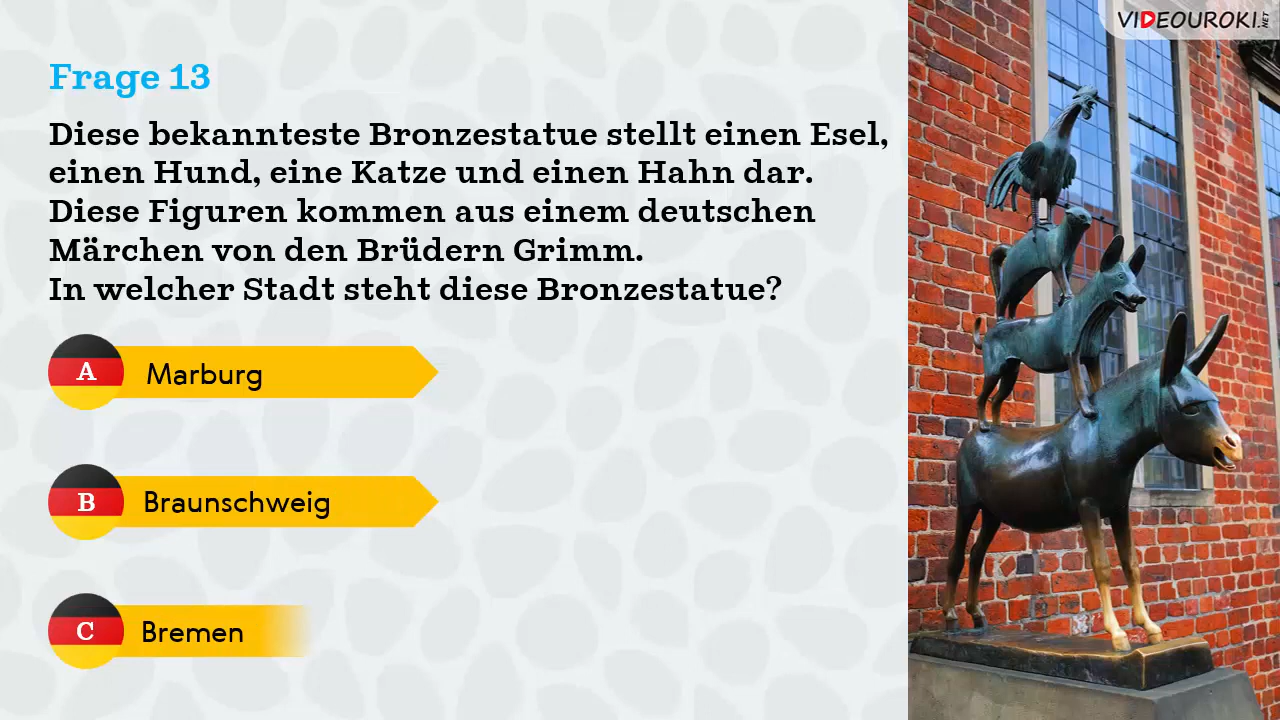 VIDEOUROKI.NET
Frage 13
Diese bekannteste Bronzestatue stellt einen Esel,
einen Hund, eine Katze und einen Hahn dar.
Diese Figuren kommen aus einem deutschen
Märchen von den Brüdern Grimm.
In welcher Stadt steht diese Bronzestatue?
A Marburg
B Braunschweig
C Bremen